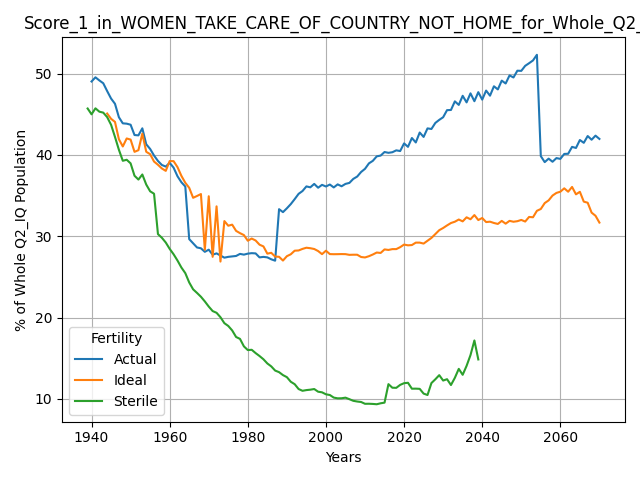 Score_1_in_WOMEN_TAKE_CARE_OF_COUNTRY_NOT_HOME_for_Whole_Q2_
% of Whole Q2_IQ Population
50
40
30
20
10
Fertility
Actual
Ideal
Sterile
1940 1960 1980 2000 2020 2040 2060
Years